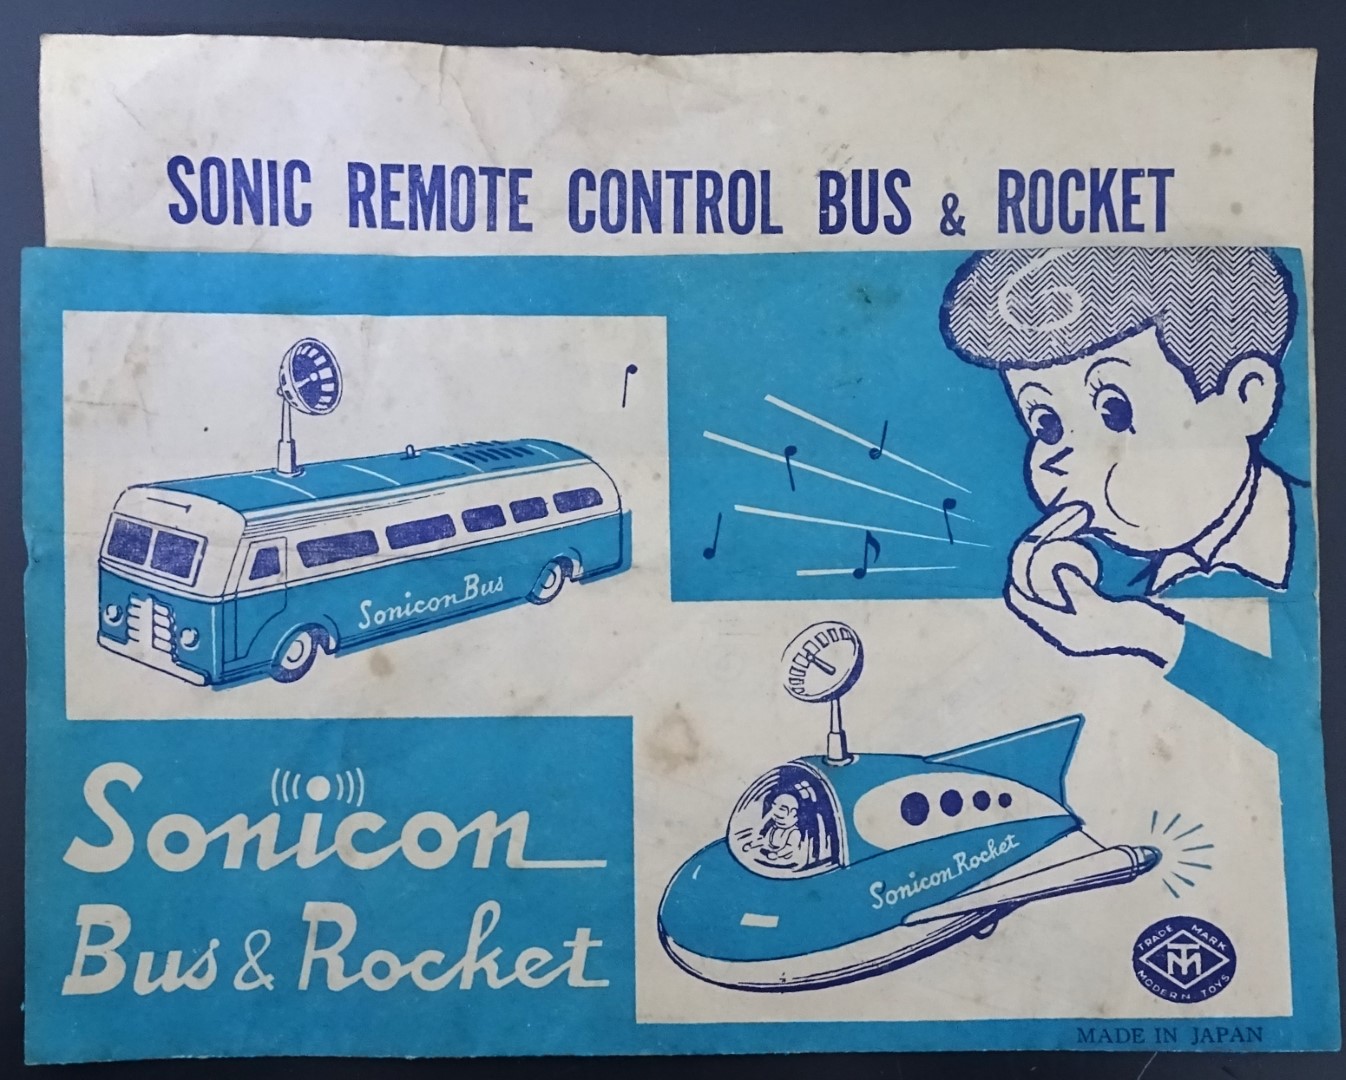 SONIC REMOTE CONTROL BUS & ROCKET
Sonicon Bus
Sonicon
Bus & Rocket
Sonicon Rocket
TRADE MARK
TM
MODERN TOYS
MADE IN JAPAN